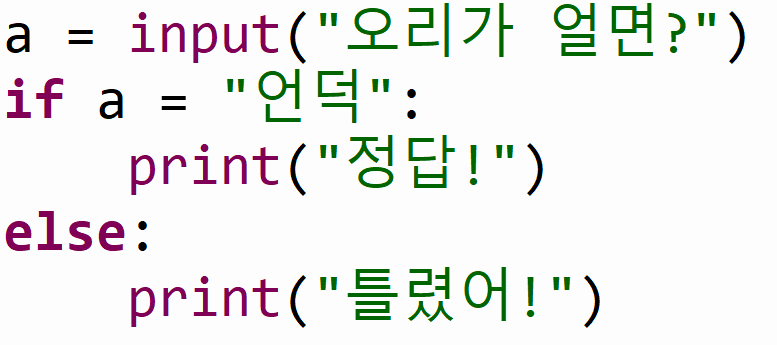 a = input("오리가 얼면?")
if a = "언덕":
    print("정답!")
else:
    print("틀렸어!")